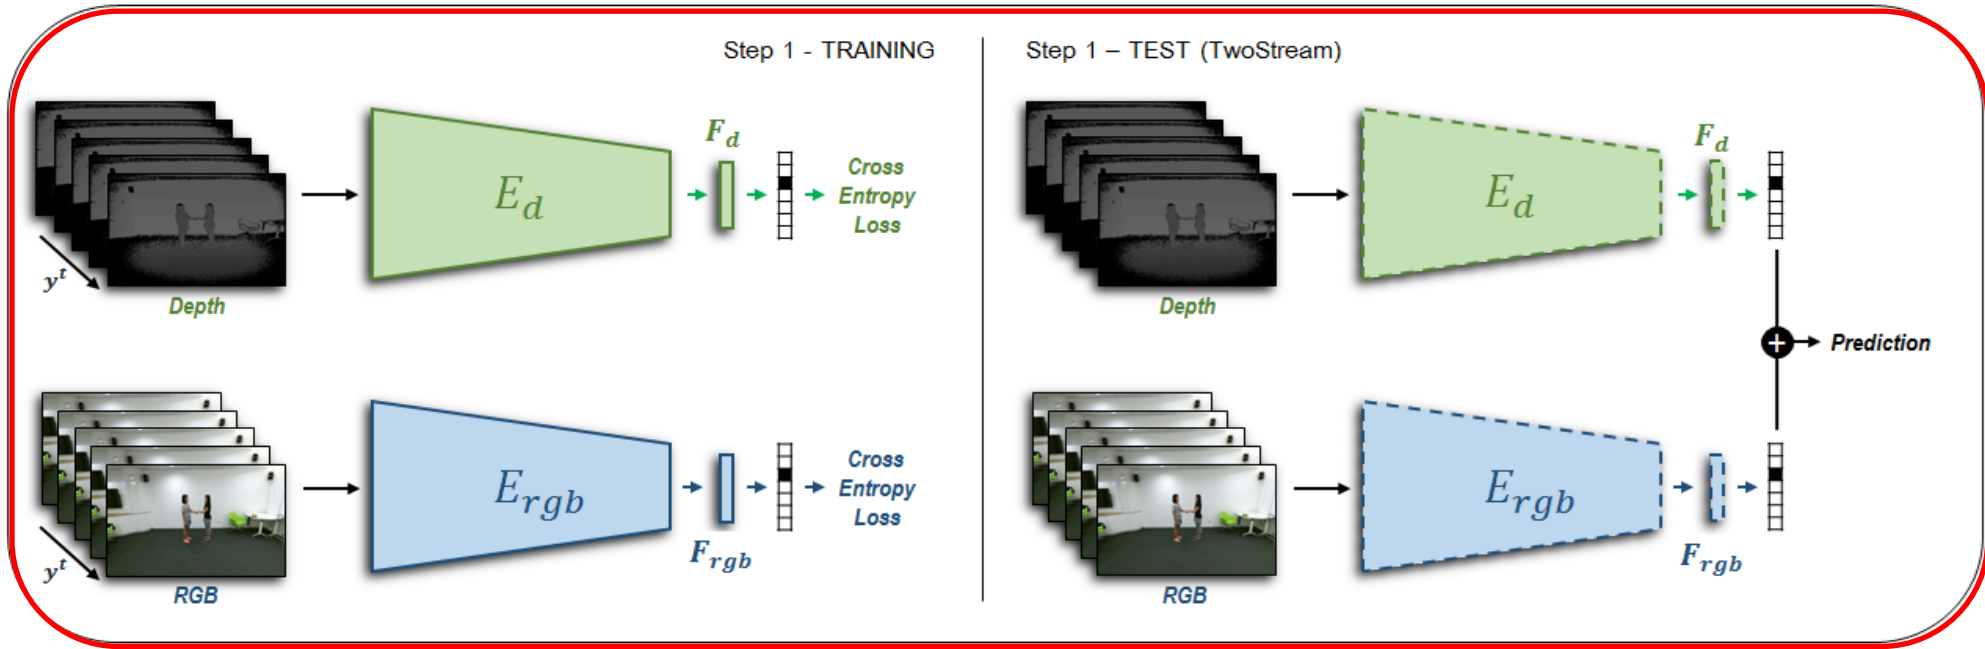 Step 1 - TRAINING
F_d
E_d
Cross
Entropy
Loss
y^t
Depth
E_rgb
Cross
Entropy
Loss
F_rgb
y^t
RGB
Step 1 – TEST (TwoStream)
F_d
E_d
Depth
+
Prediction
E_rgb
F_rgb
RGB